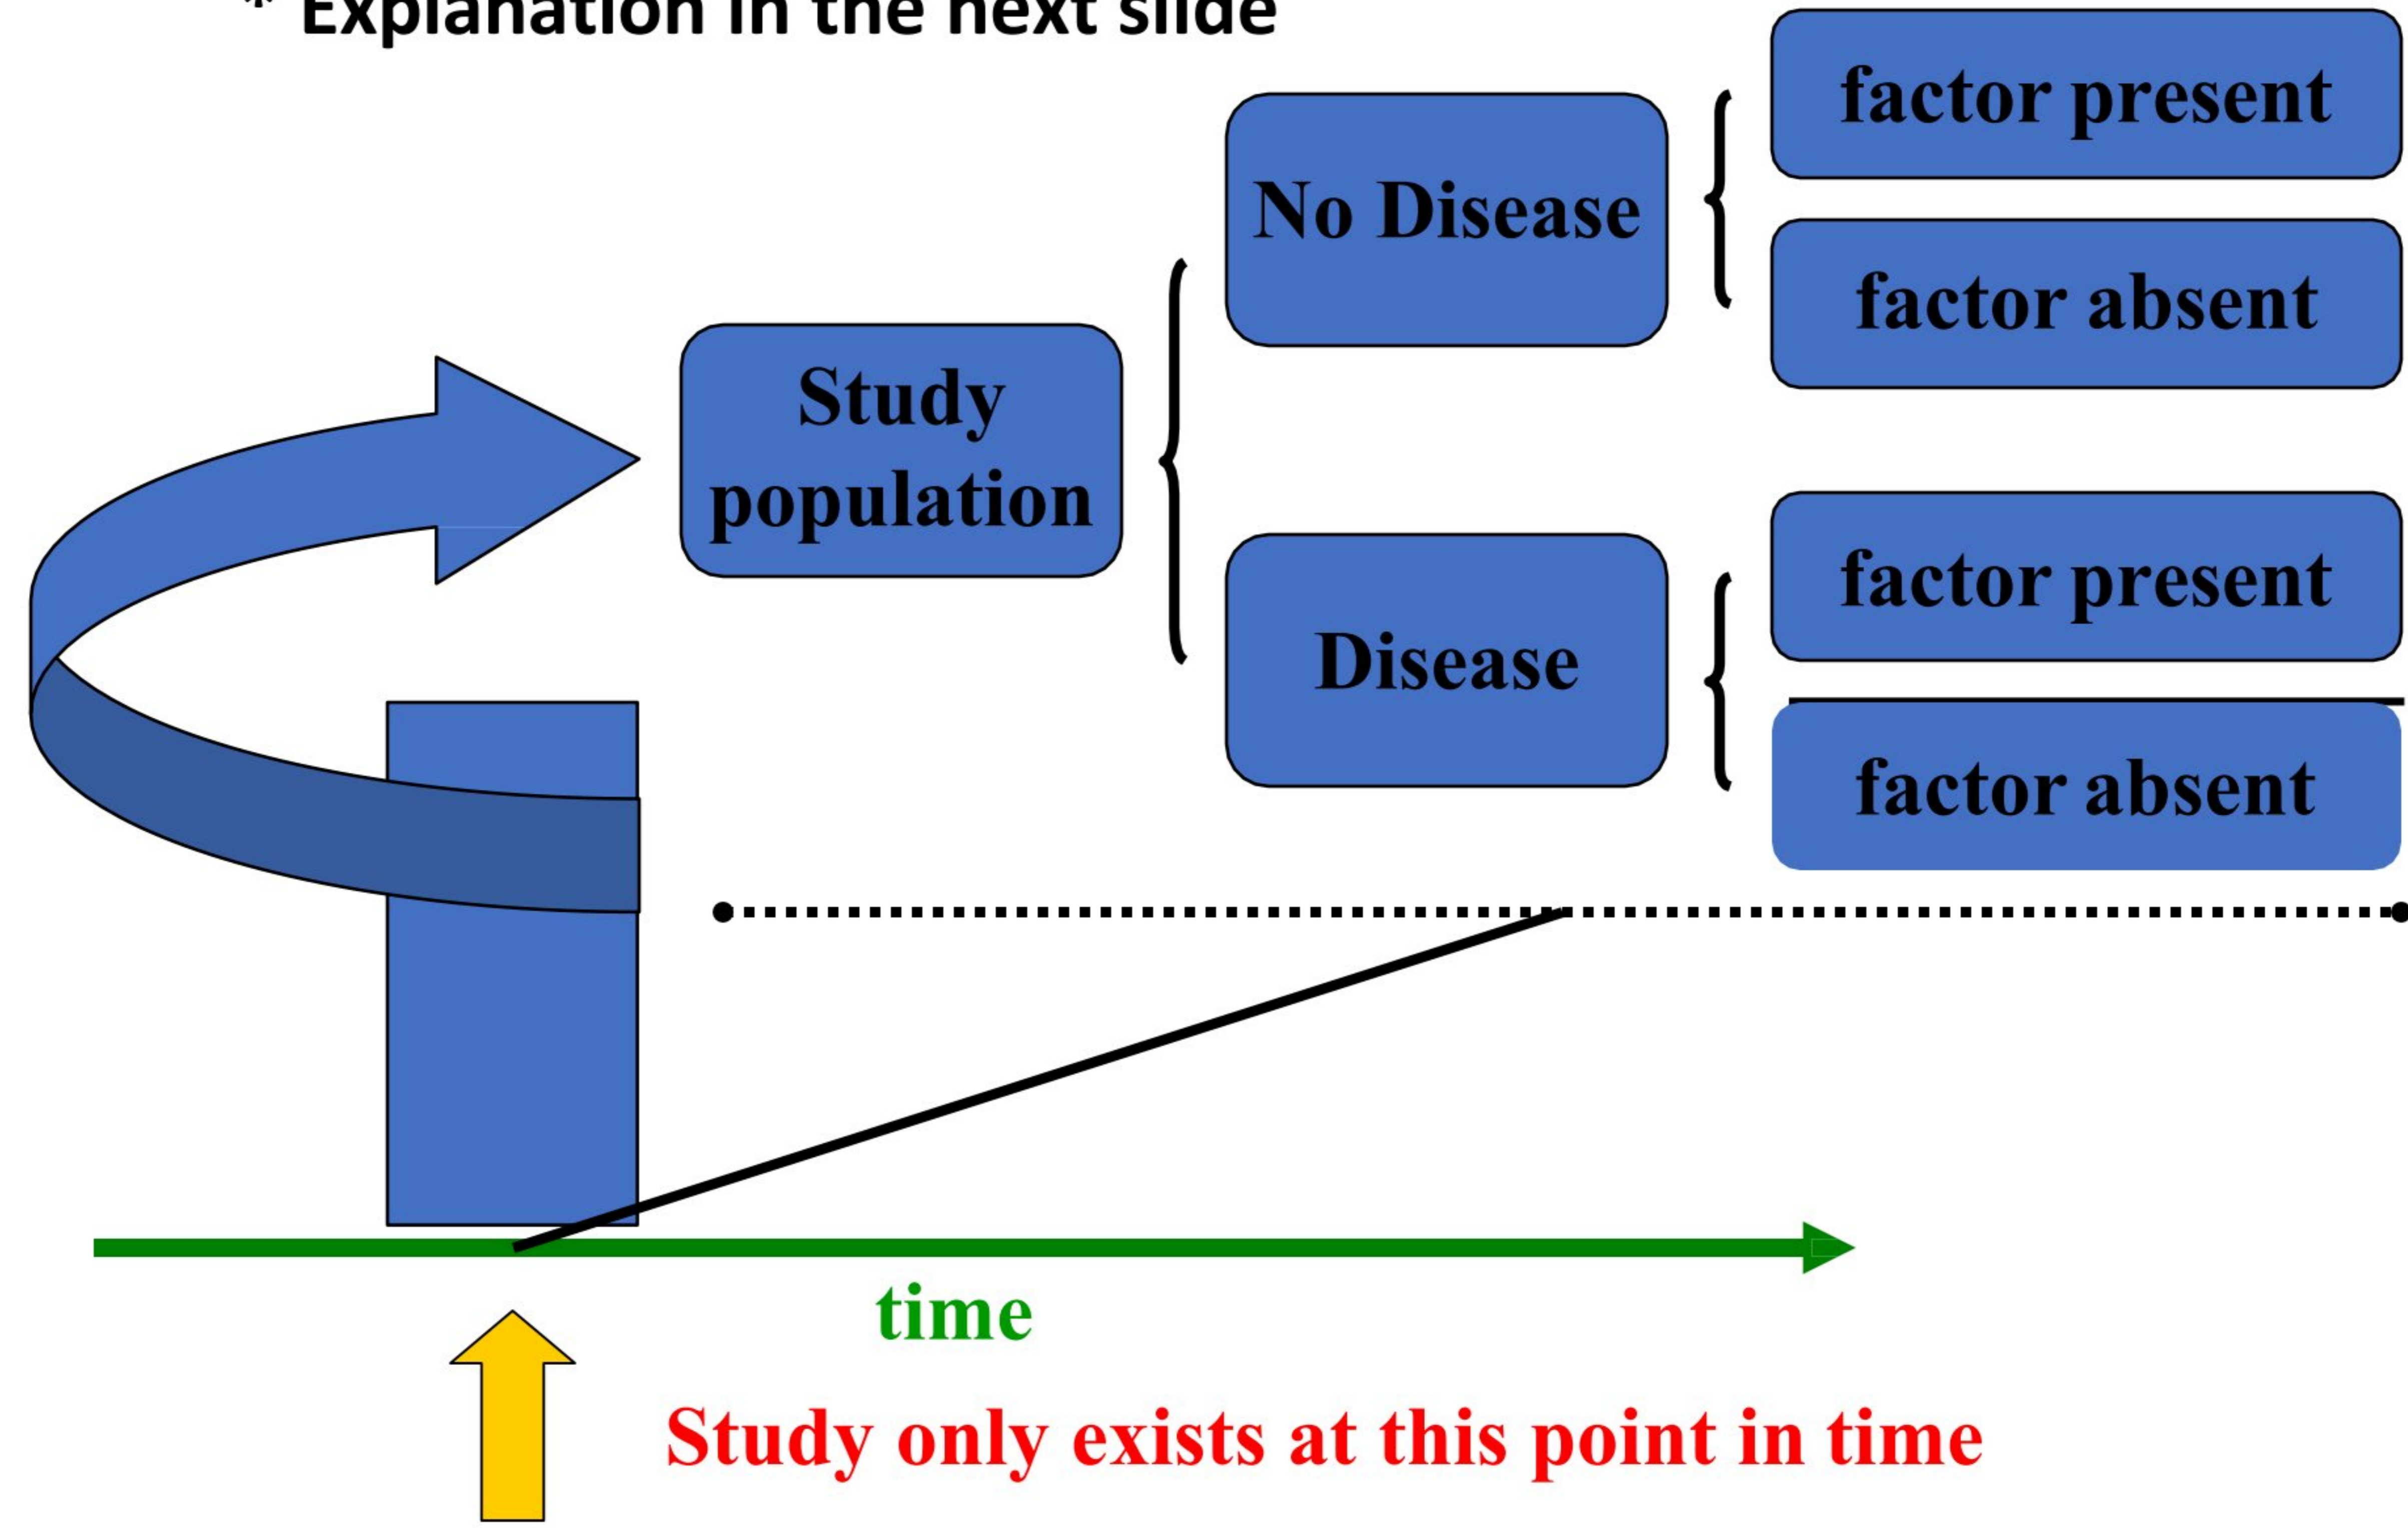 * Explanation in the next slide
factor present
No Disease
factor absent
Study
population
factor present
Disease
factor absent
time
Study only exists at this point in time